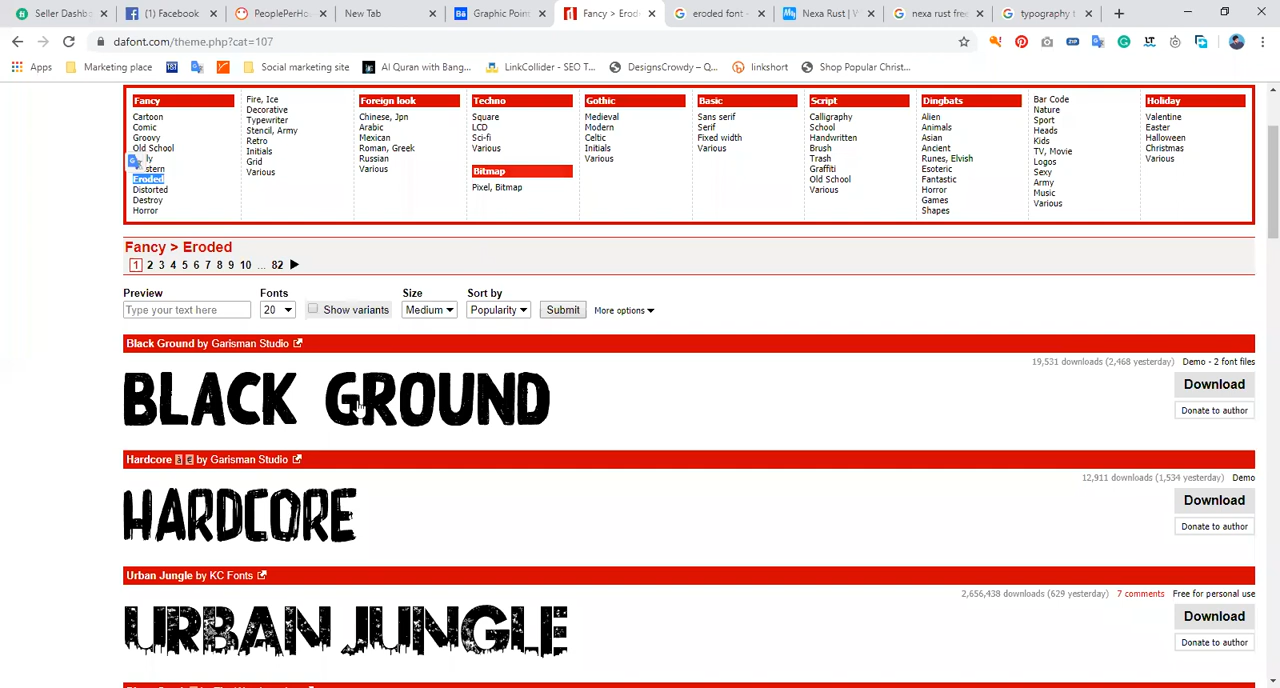 Seller Dashb
(1) Facebook
PeoplePerHo
New Tab
Graphic Poin
Fancy > Erod
eroded font -
Nexa Rust | W
nexa rust free
typography t
dafont.com/theme.php?cat=107
Apps
Marketing place
Social marketing site
Al Quran with Bang...
LinkCollider - SEO T...
DesignsCrowdy – Q...
linkshort
Shop Popular Christ...
Fancy
Cartoon
Comic
Groovy
Old School
ly
stern
Eroded
Distorted
Destroy
Horror
Fire, Ice
Decorative
Typewriter
Stencil, Army
Retro
Initials
Grid
Various
Foreign look
Chinese, Jpn
Arabic
Mexican
Roman, Greek
Russian
Various
Techno
Square
LCD
Sci-fi
Various
Bitmap
Pixel, Bitmap
Gothic
Medieval
Modern
Celtic
Initials
Various
Basic
Sans serif
Serif
Fixed width
Various
Script
Calligraphy
School
Handwritten
Brush
Trash
Graffiti
Old School
Various
Dingbats
Alien
Animals
Asian
Ancient
Runes, Elvish
Esoteric
Fantastic
Horror
Games
Shapes
Bar Code
Nature
Sport
Heads
Kids
TV, Movie
Logos
Sexy
Army
Music
Various
Holiday
Valentine
Easter
Halloween
Christmas
Various
Fancy > Eroded
1 2 3 4 5 6 7 8 9 10 ... 82
Preview
Type your text here
Fonts
20
Show variants
Size
Medium
Sort by
Popularity
Submit
More options
Black Ground by Garisman Studio
19,531 downloads (2,468 yesterday) Demo - 2 font files
BLACK GROUND
Download
Donate to author
Hardcore à € by Garisman Studio
12,911 downloads (1,534 yesterday) Demo
HARDCORE
Download
Donate to author
Urban Jungle by KC Fonts
2,656,438 downloads (629 yesterday) 7 comments Free for personal use
URBAN JUNGLE
Download
Donate to author